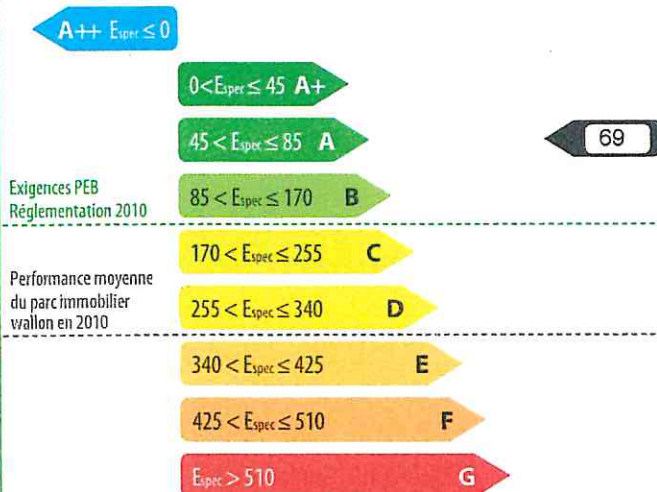 A++ Espec ≤ 0
0 < Espec ≤ 45 A+
45 < Espec ≤ 85 A
69
Exigences PEB
Réglementation 2010
85 < Espec ≤ 170 B
170 < Espec ≤ 255 C
Performance moyenne
du parc immobilier
wallon en 2010
255 < Espec ≤ 340 D
340 < Espec ≤ 425 E
425 < Espec ≤ 510 F
Espec > 510 G